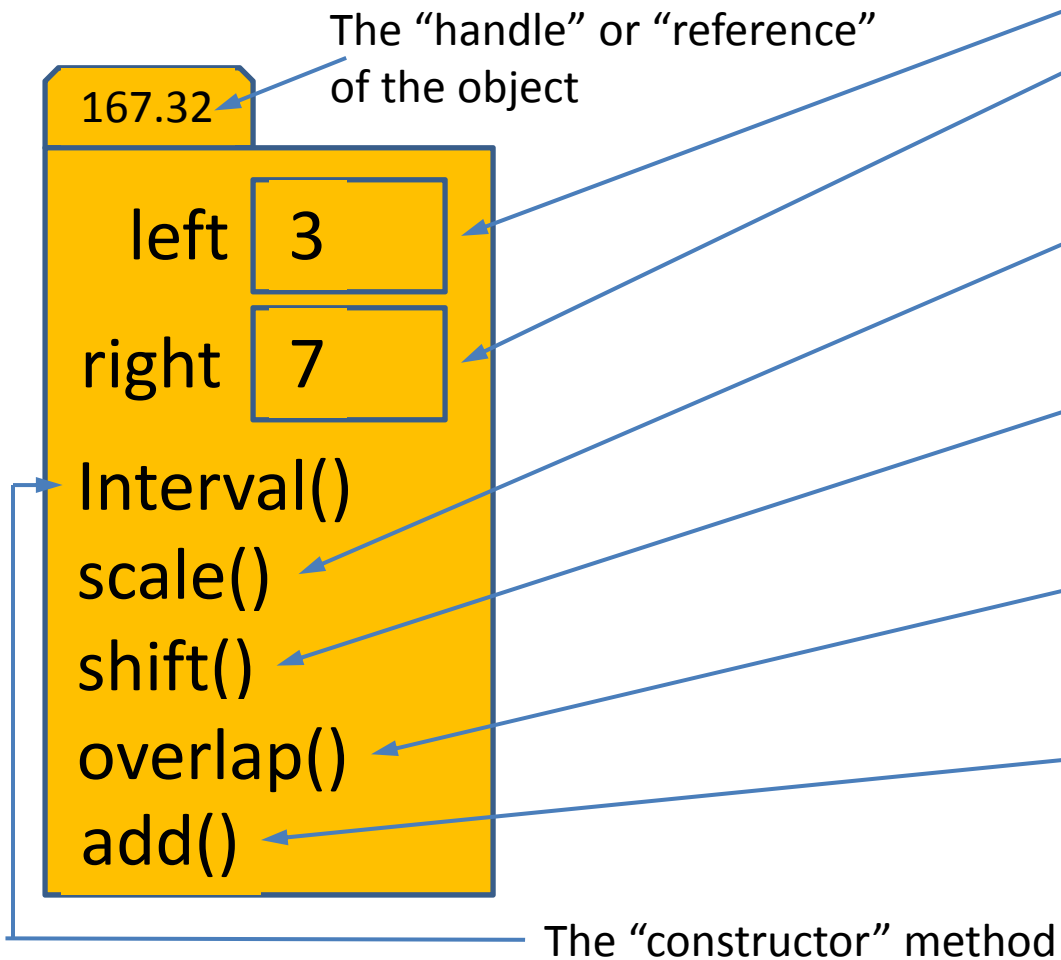 The “handle” or “reference”
of the object
167.32
left 3
right 7
Interval()
scale()
shift()
overlap()
add()
The “constructor” method